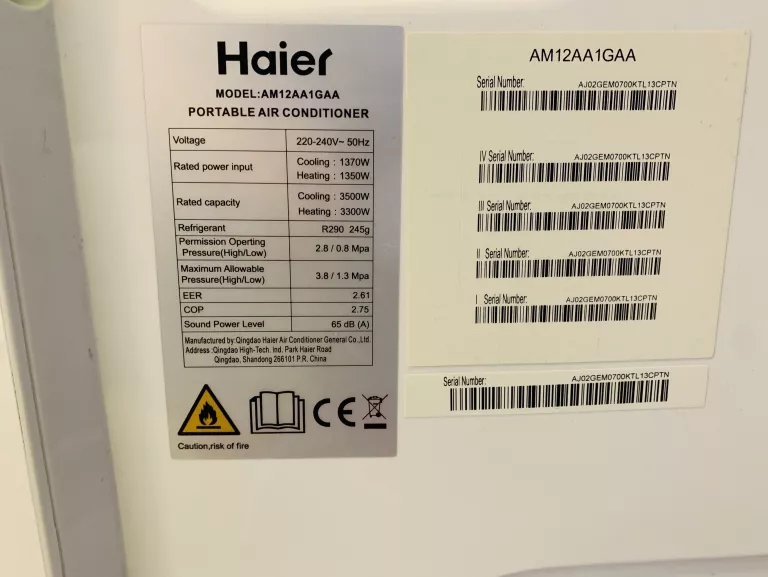 Haier
MODEL:AM12AA1GAA
PORTABLE AIR CONDITIONER
Voltage 220-240V~ 50Hz
Rated power input Cooling : 1370W
Heating : 1350W
Rated capacity Cooling : 3500W
Heating : 3300W
Refrigerant R290 245g
Permission Operting
Pressure(High/Low) 2.8 / 0.8 Mpa
Maximum Allowable
Pressure(High/Low) 3.8 / 1.3 Mpa
EER 2.61
COP 2.75
Sound Power Level 65 dB (A)
Manufactured by:Qingdao Haier Air Conditioner General Co.,Ltd.
Address :Qingdao High-Tech. Ind. Park Haier Road
Qingdao, Shandong 266101 P.R. China
CE
Caution,risk of fire
AM12AA1GAA
Serial Number: AJ02GEM0700KTL13CPTN
IV Serial Number: AJ02GEM0700KTL13CPTN
III Serial Number: AJ02GEM0700KTL13CPTN
II Serial Number: AJ02GEM0700KTL13CPTN
I Serial Number: AJ02GEM0700KTL13CPTN
Serial Number: AJ02GEM0700KTL13CPTN